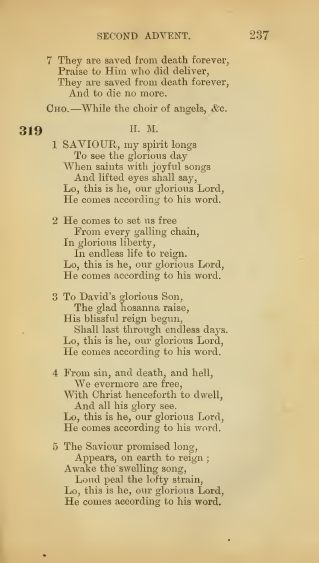 SECOND ADVENT. 237
7 They are saved from death forever,
Praise to Him who did deliver,
They are saved from death forever,
And to die no more.
CHO.—While the choir of angels, &c.
319 H. M.
1 SAVIOUR, my spirit longs
To see the glorious day
When saints with joyful songs
And lifted eyes shall say,
Lo, this is he, our glorious Lord,
He comes according to his word.
2 He comes to set us free
From every galling chain,
In glorious liberty,
In endless life to reign.
Lo, this is he, our glorious Lord,
He comes according to his word.
3 To David's glorious Son,
The glad hosanna raise,
His blissful reign begun,
Shall last through endless days.
Lo, this is he, our glorious Lord,
He comes according to his word.
4 From sin, and death, and hell,
We evermore are free,
With Christ henceforth to dwell,
And all his glory see.
Lo, this is he, our glorious Lord,
He comes according to his word.
5 The Saviour promised long,
Appears, on earth to reign ;
Awake the swelling song,
Loud peal the lofty strain,
Lo, this is he, our glorious Lord,
He comes according to his word.